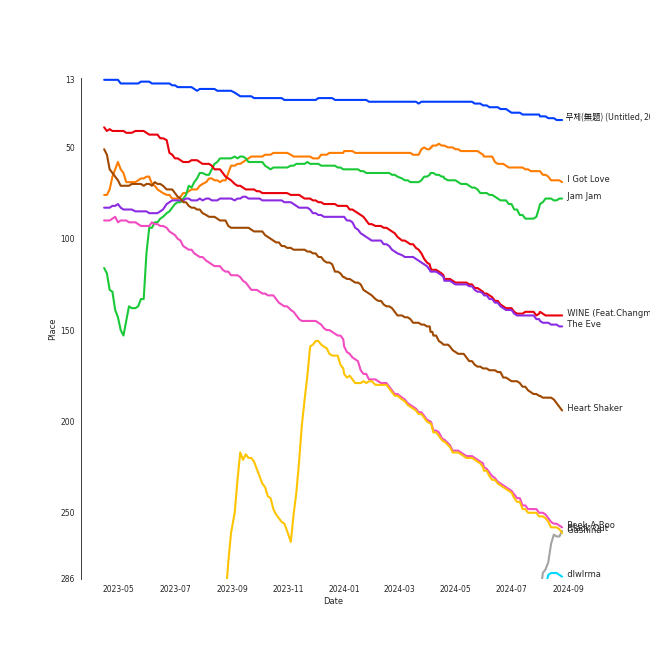 13
50
100
150
200
250
286
Place
2023-05
2023-07
2023-09
2023-11
2024-01
2024-03
2024-05
2024-07
2024-09
Date
무제(無題) (Untitled, 20
I Got Love
Jam Jam
WINE (Feat.Changm
The Eve
Heart Shaker
Peek-A-Boo
Gashina
dlwlrma